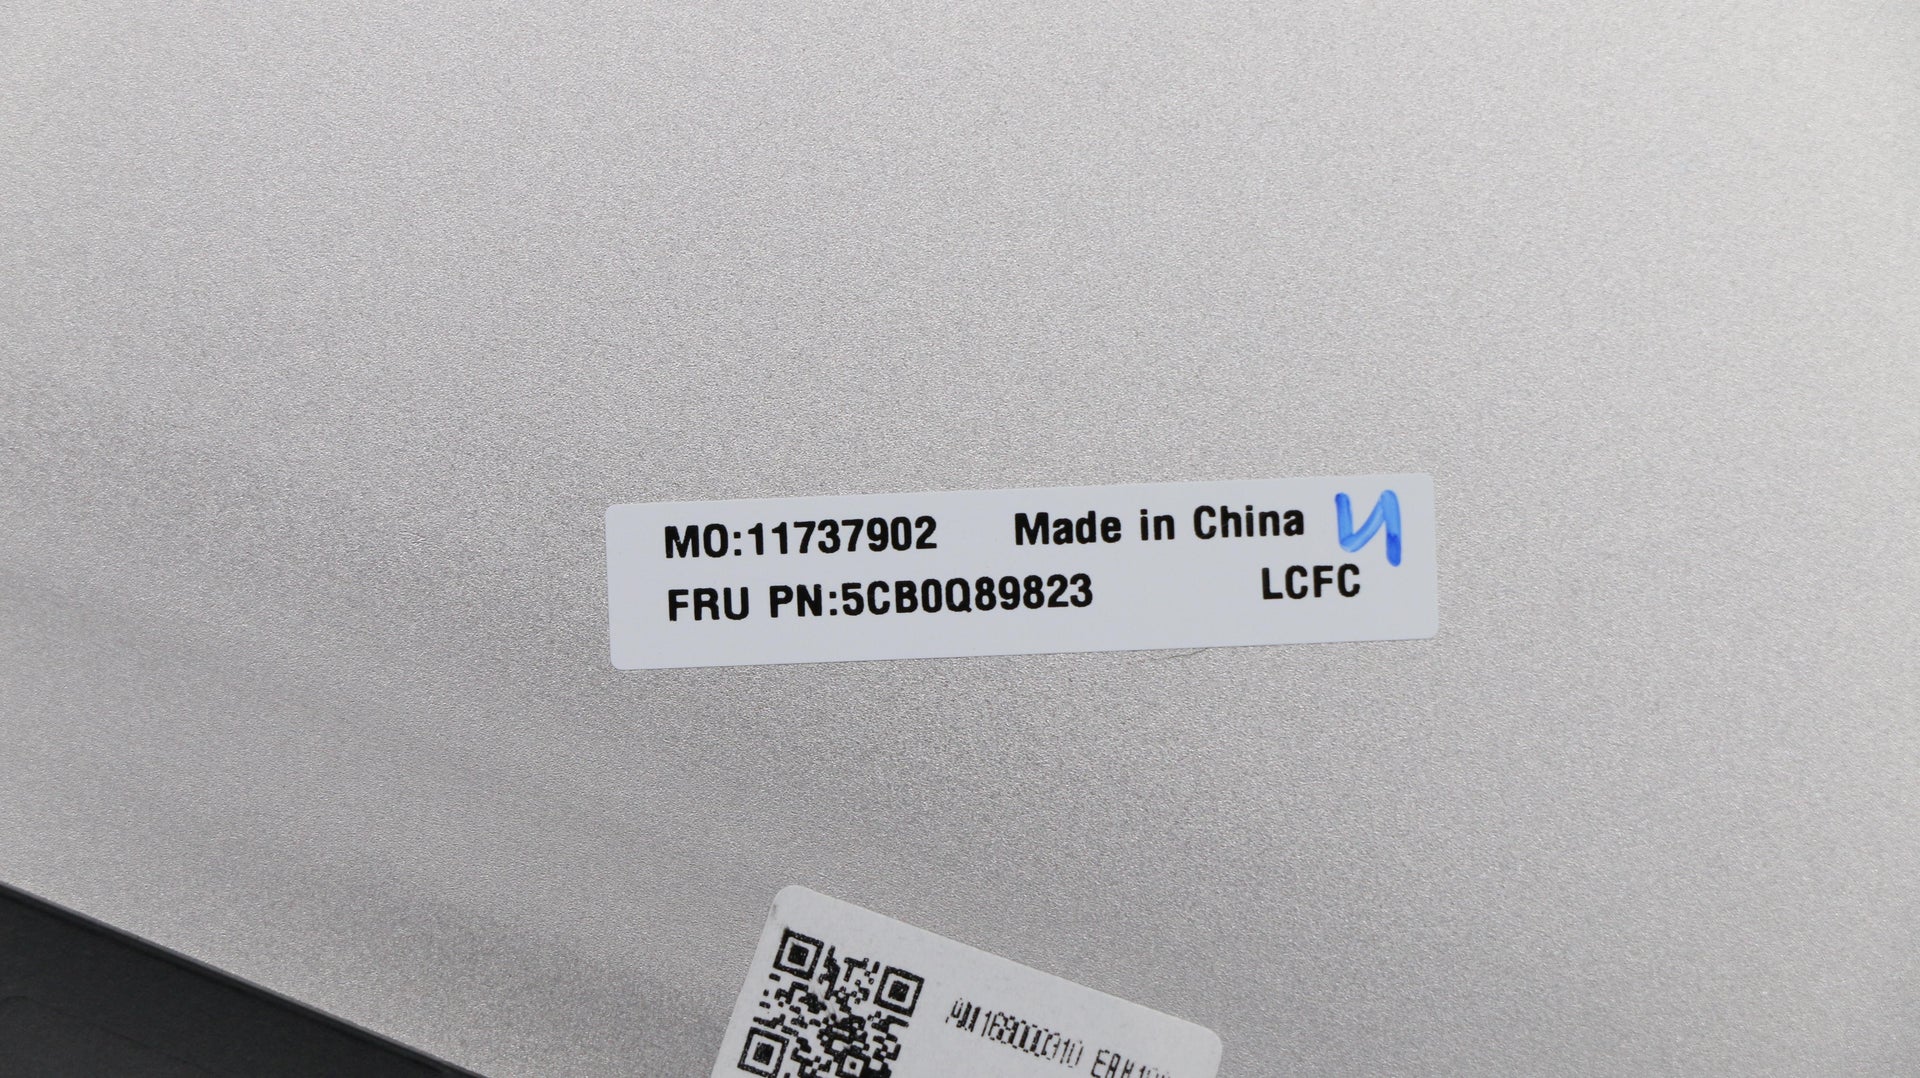 MO:11737902 Made in China
FRU PN:5CB0Q89823 LCFC